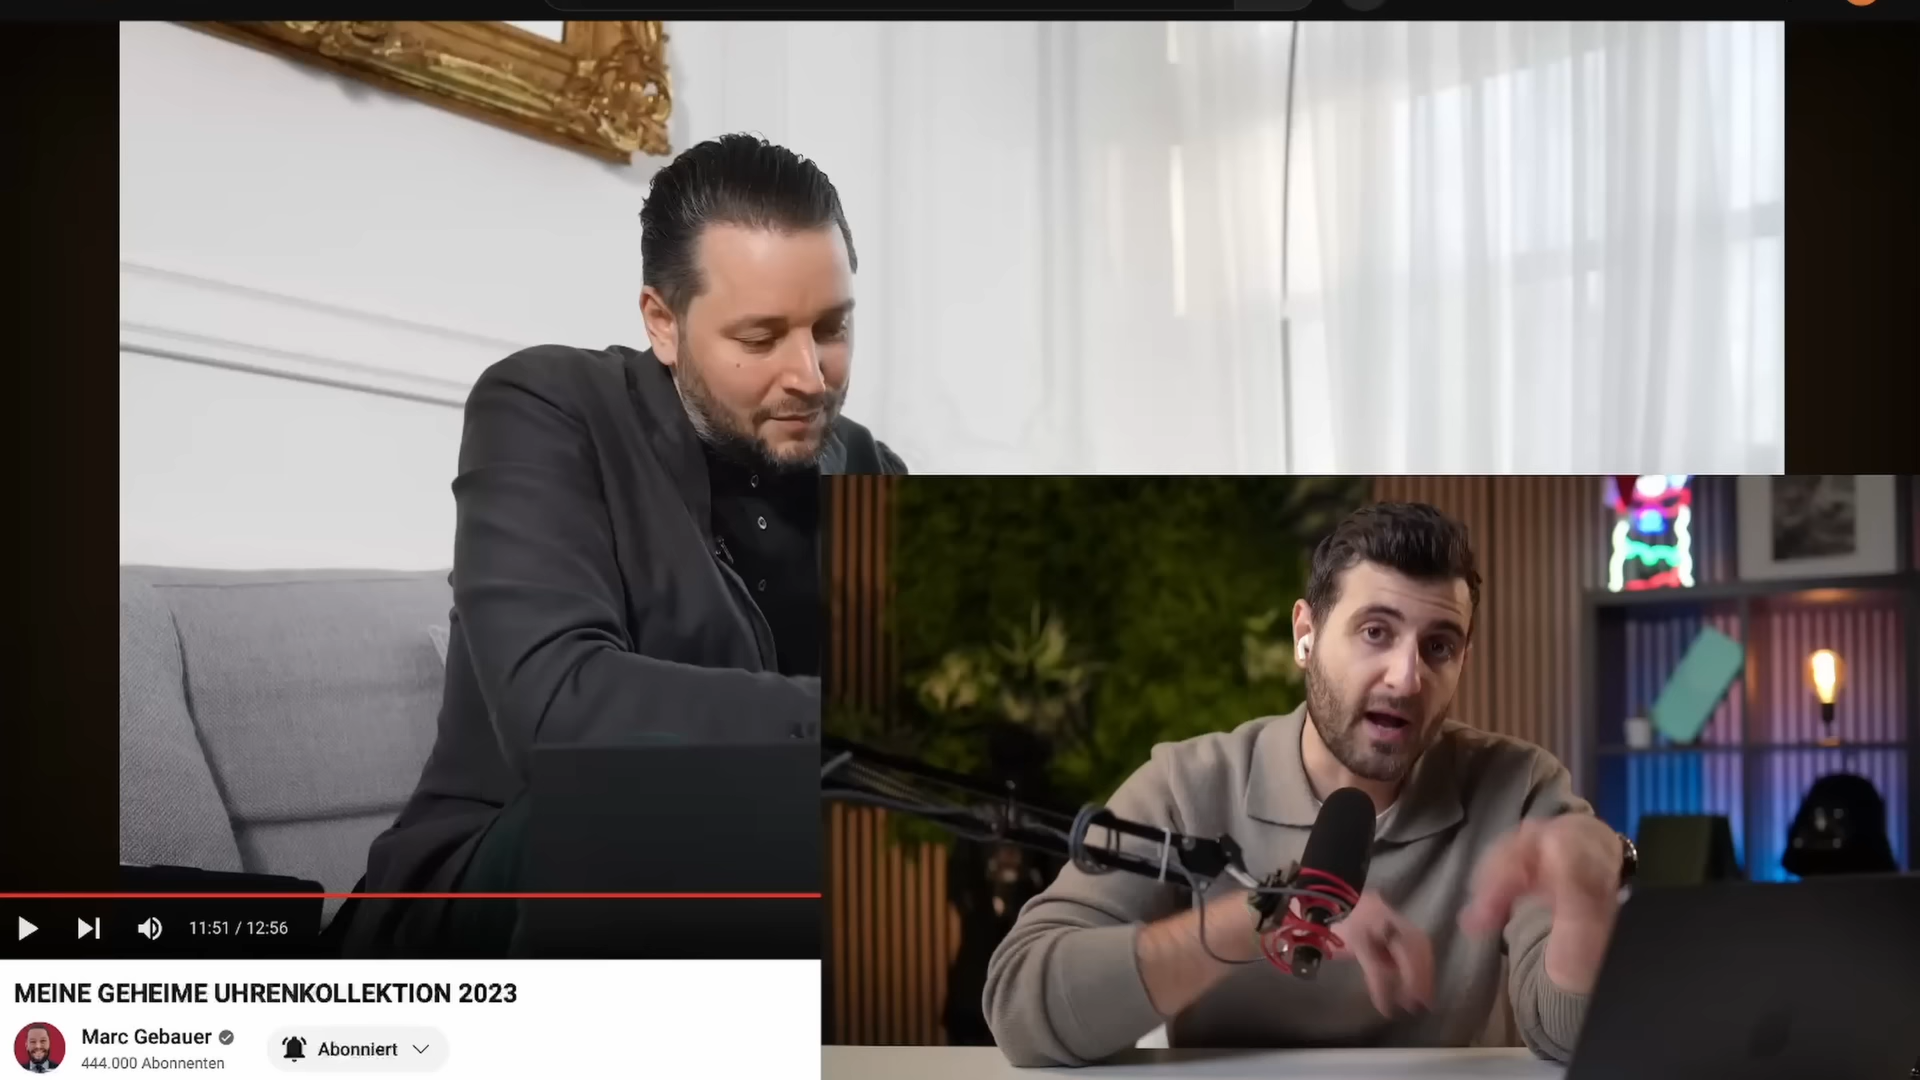 11:51 / 12:56
MEINE GEHEIME UHRENKOLLEKTION 2023
Marc Gebauer
444.000 Abonnenten
Abonniert